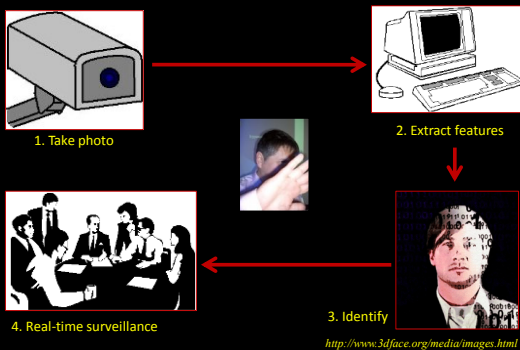 1. Take photo
2. Extract features
3. Identify
4. Real-time surveillance
http://www.3dface.org/media/images.html